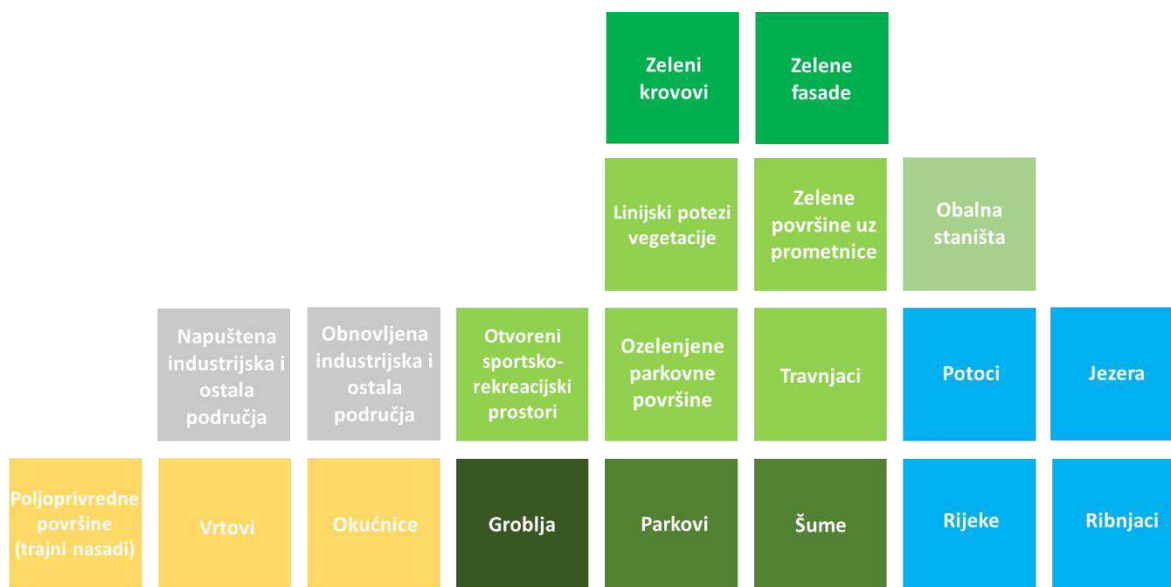 Zeleni
krovovi
Zelene
fasade
Linijski potezi
vegetacije
Zelene
površine uz
prometnice
Obalna
staništa
Napuštena
industrijska i
ostala
područja
Obnovljena
industrijska i
ostala
područja
Otvoreni
sportsko-
rekreacijski
prostori
Ozelenjene
parkovne
površine
Travnjaci
Potoci
Jezera
Poljoprivredne
površine
(trajni nasadi)
Vrtovi
Okućnice
Groblja
Parkovi
Šume
Rijeke
Ribnjaci